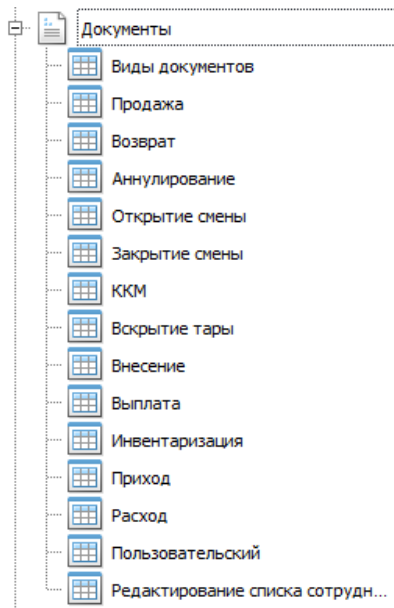 Документы
Виды документов
Продажа
Возврат
Аннулирование
Открытие смены
Закрытие смены
ККМ
Вскрытие тары
Внесение
Выплата
Инвентаризация
Приход
Расход
Пользовательский
Редактирование списка сотрудн...